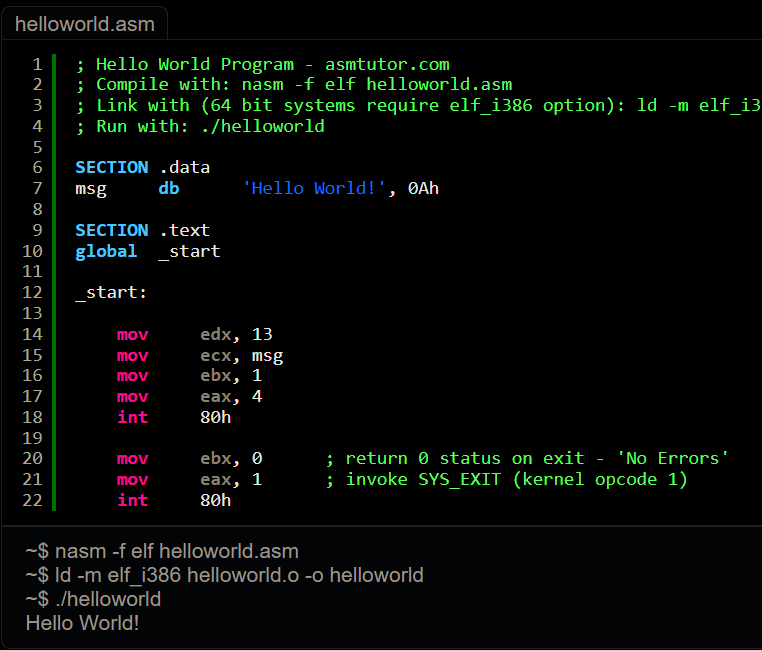 helloworld.asm
1 ; Hello World Program - asmtutor.com
2 ; Compile with: nasm -f elf helloworld.asm
3 ; Link with (64 bit systems require elf_i386 option): ld -m elf_i3
4 ; Run with: ./helloworld
5
6 SECTION .data
7 msg     db      'Hello World!', 0Ah
8
9 SECTION .text
10 global  _start
11
12 _start:
13
14     mov     edx, 13
15     mov     ecx, msg
16     mov     ebx, 1
17     mov     eax, 4
18     int     80h
19
20     mov     ebx, 0      ; return 0 status on exit - 'No Errors'
21     mov     eax, 1      ; invoke SYS_EXIT (kernel opcode 1)
22     int     80h
~$ nasm -f elf helloworld.asm
~$ ld -m elf_i386 helloworld.o -o helloworld
~$ ./helloworld
Hello World!